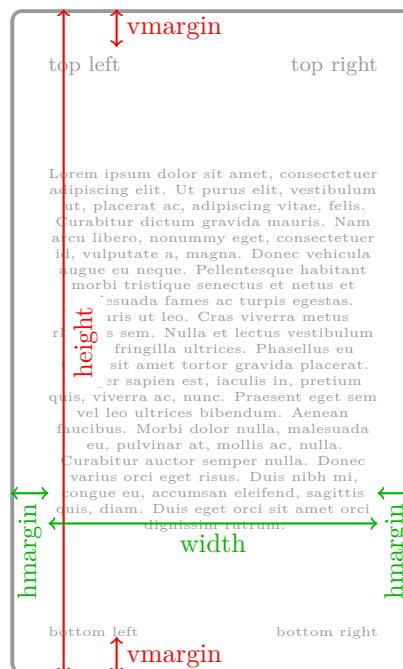 vmargin
top left top right
Lorem ipsum dolor sit amet, consectetuer
adipiscing elit. Ut purus elit, vestibulum
ut, placerat ac, adipiscing vitae, felis.
Curabitur dictum gravida mauris. Nam
arcu libero, nonummy eget, consectetuer
id, vulputate a, magna. Donec vehicula
augue eu neque. Pellentesque habitant
morbi tristique senectus et netus et
esuada fames ac turpis egestas.
ris ut leo. Cras viverra metus
s sem. Nulla et lectus vestibulum
fringilla ultrices. Phasellus eu
sit amet tortor gravida placerat.
er sapien est, iaculis in, pretium
quis, viverra ac, nunc. Praesent eget sem
vel leo ultrices bibendum. Aenean
faucibus. Morbi dolor nulla, malesuada
eu, pulvinar at, mollis ac, nulla.
Curabitur auctor semper nulla. Donec
varius orci eget risus. Duis nibh mi,
congue eu, accumsan eleifend, sagittis
quis, diam. Duis eget orci sit amet orci
dignissim rutrum.
height
hmargin
width
hmargin
bottom left bottom right
vmargin